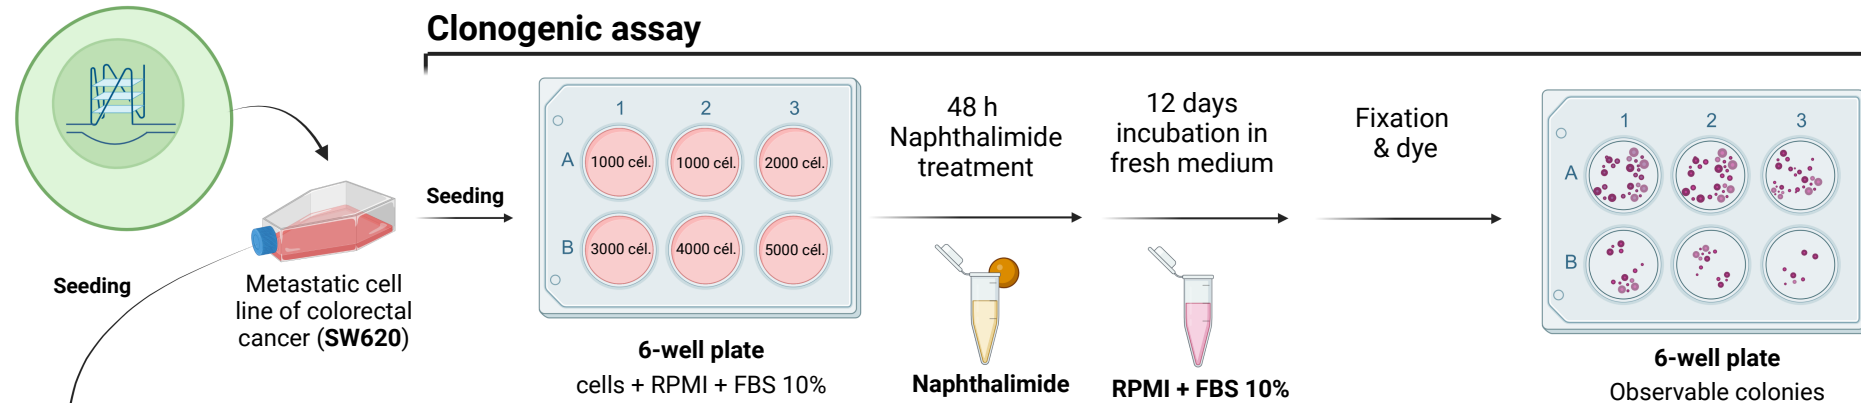 Clonogenic assay
Seeding
Metastatic cell
line of colorectal
cancer (SW620)
Seeding
1 2 3
A 1000 cél. 1000 cél. 2000 cél.
B 3000 cél. 4000 cél. 5000 cél.
6-well plate
cells + RPMI + FBS 10%
48 h
Naphthalimide
treatment
Naphthalimide
12 days
incubation in
fresh medium
RPMI + FBS 10%
Fixation
& dye
1 2 3
A
B
6-well plate
Observable colonies